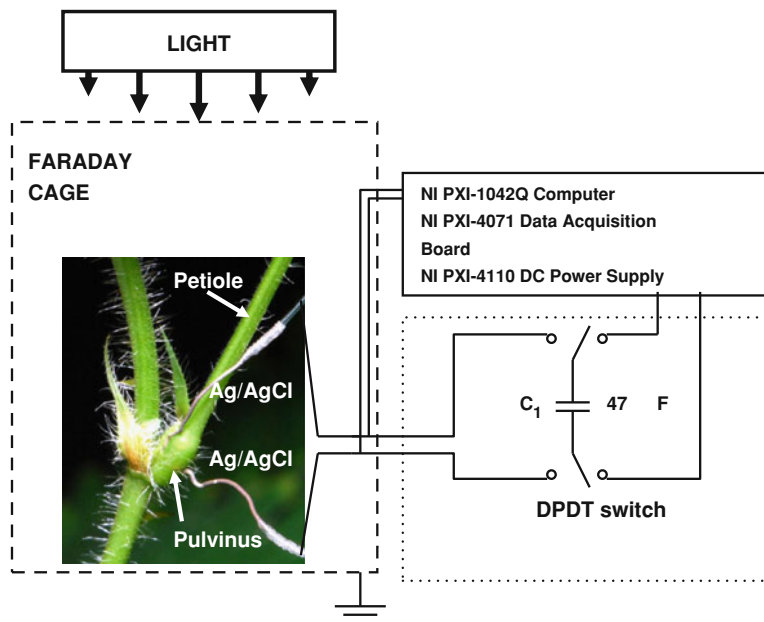 LIGHT
FARADAY
CAGE
NI PXI-1042Q Computer
NI PXI-4071 Data Acquisition
Board
NI PXI-4110 DC Power Supply
Petiole
Ag/AgCl
Ag/AgCl
Pulvinus
C1 47 F
DPDT switch